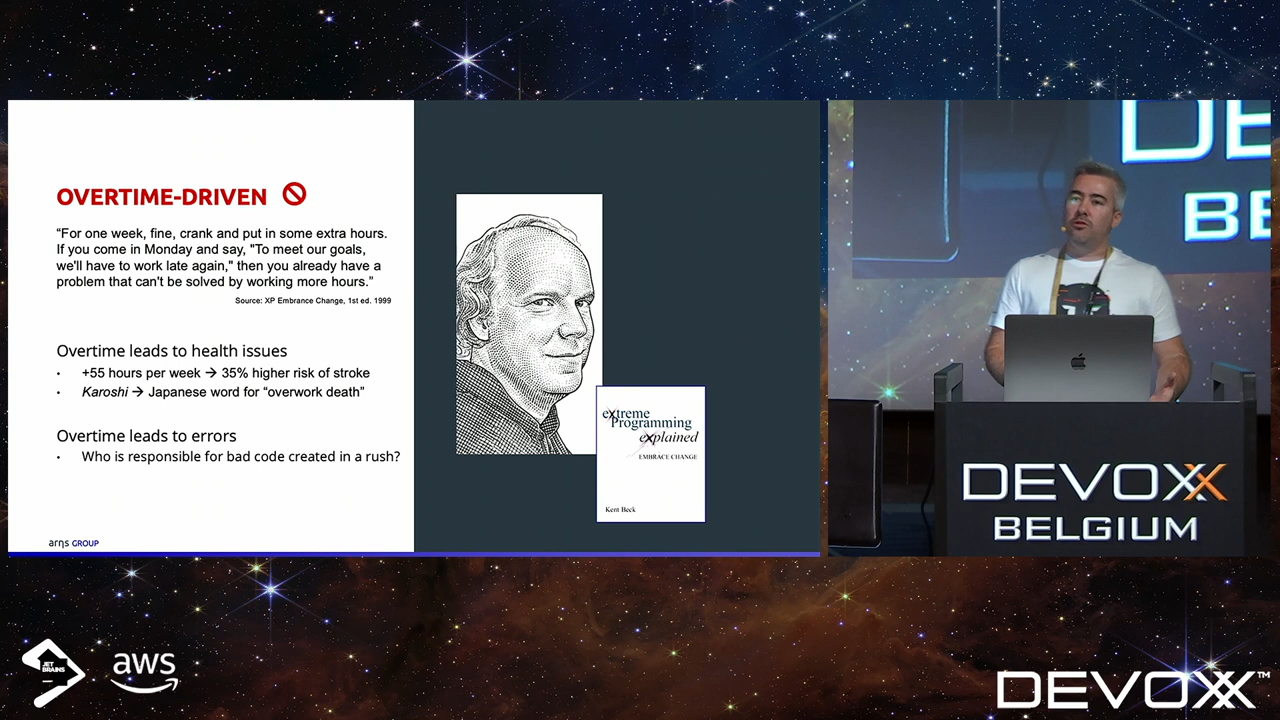 OVERTIME-DRIVEN
“For one week, fine, crank and put in some extra hours.
If you come in Monday and say, "To meet our goals,
we'll have to work late again," then you already have a
problem that can't be solved by working more hours.”
Source: XP Embrance Change, 1st ed. 1999
Overtime leads to health issues
• +55 hours per week → 35% higher risk of stroke
• Karoshi → Japanese word for “overwork death”
Overtime leads to errors
• Who is responsible for bad code created in a rush?
arηs GROUP
extreme
Programming
explained
EMBRACE CHANGE
Kent Beck
DE
BE
DEVOXX
BELGIUM
JET
BRAINS
aws
DEVOXX™